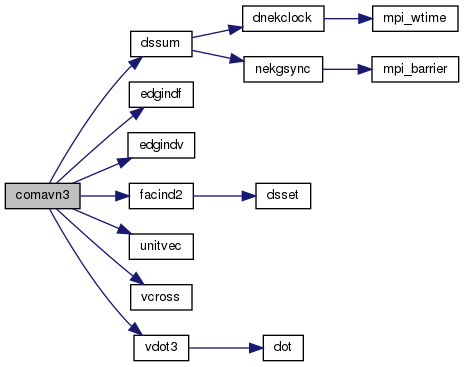 comavn3
dssum
dnekclock
mpi_wtime
nekgsync
mpi_barrier
edgindf
edgindv
facind2
dsset
unitvec
vcross
vdot3
dot